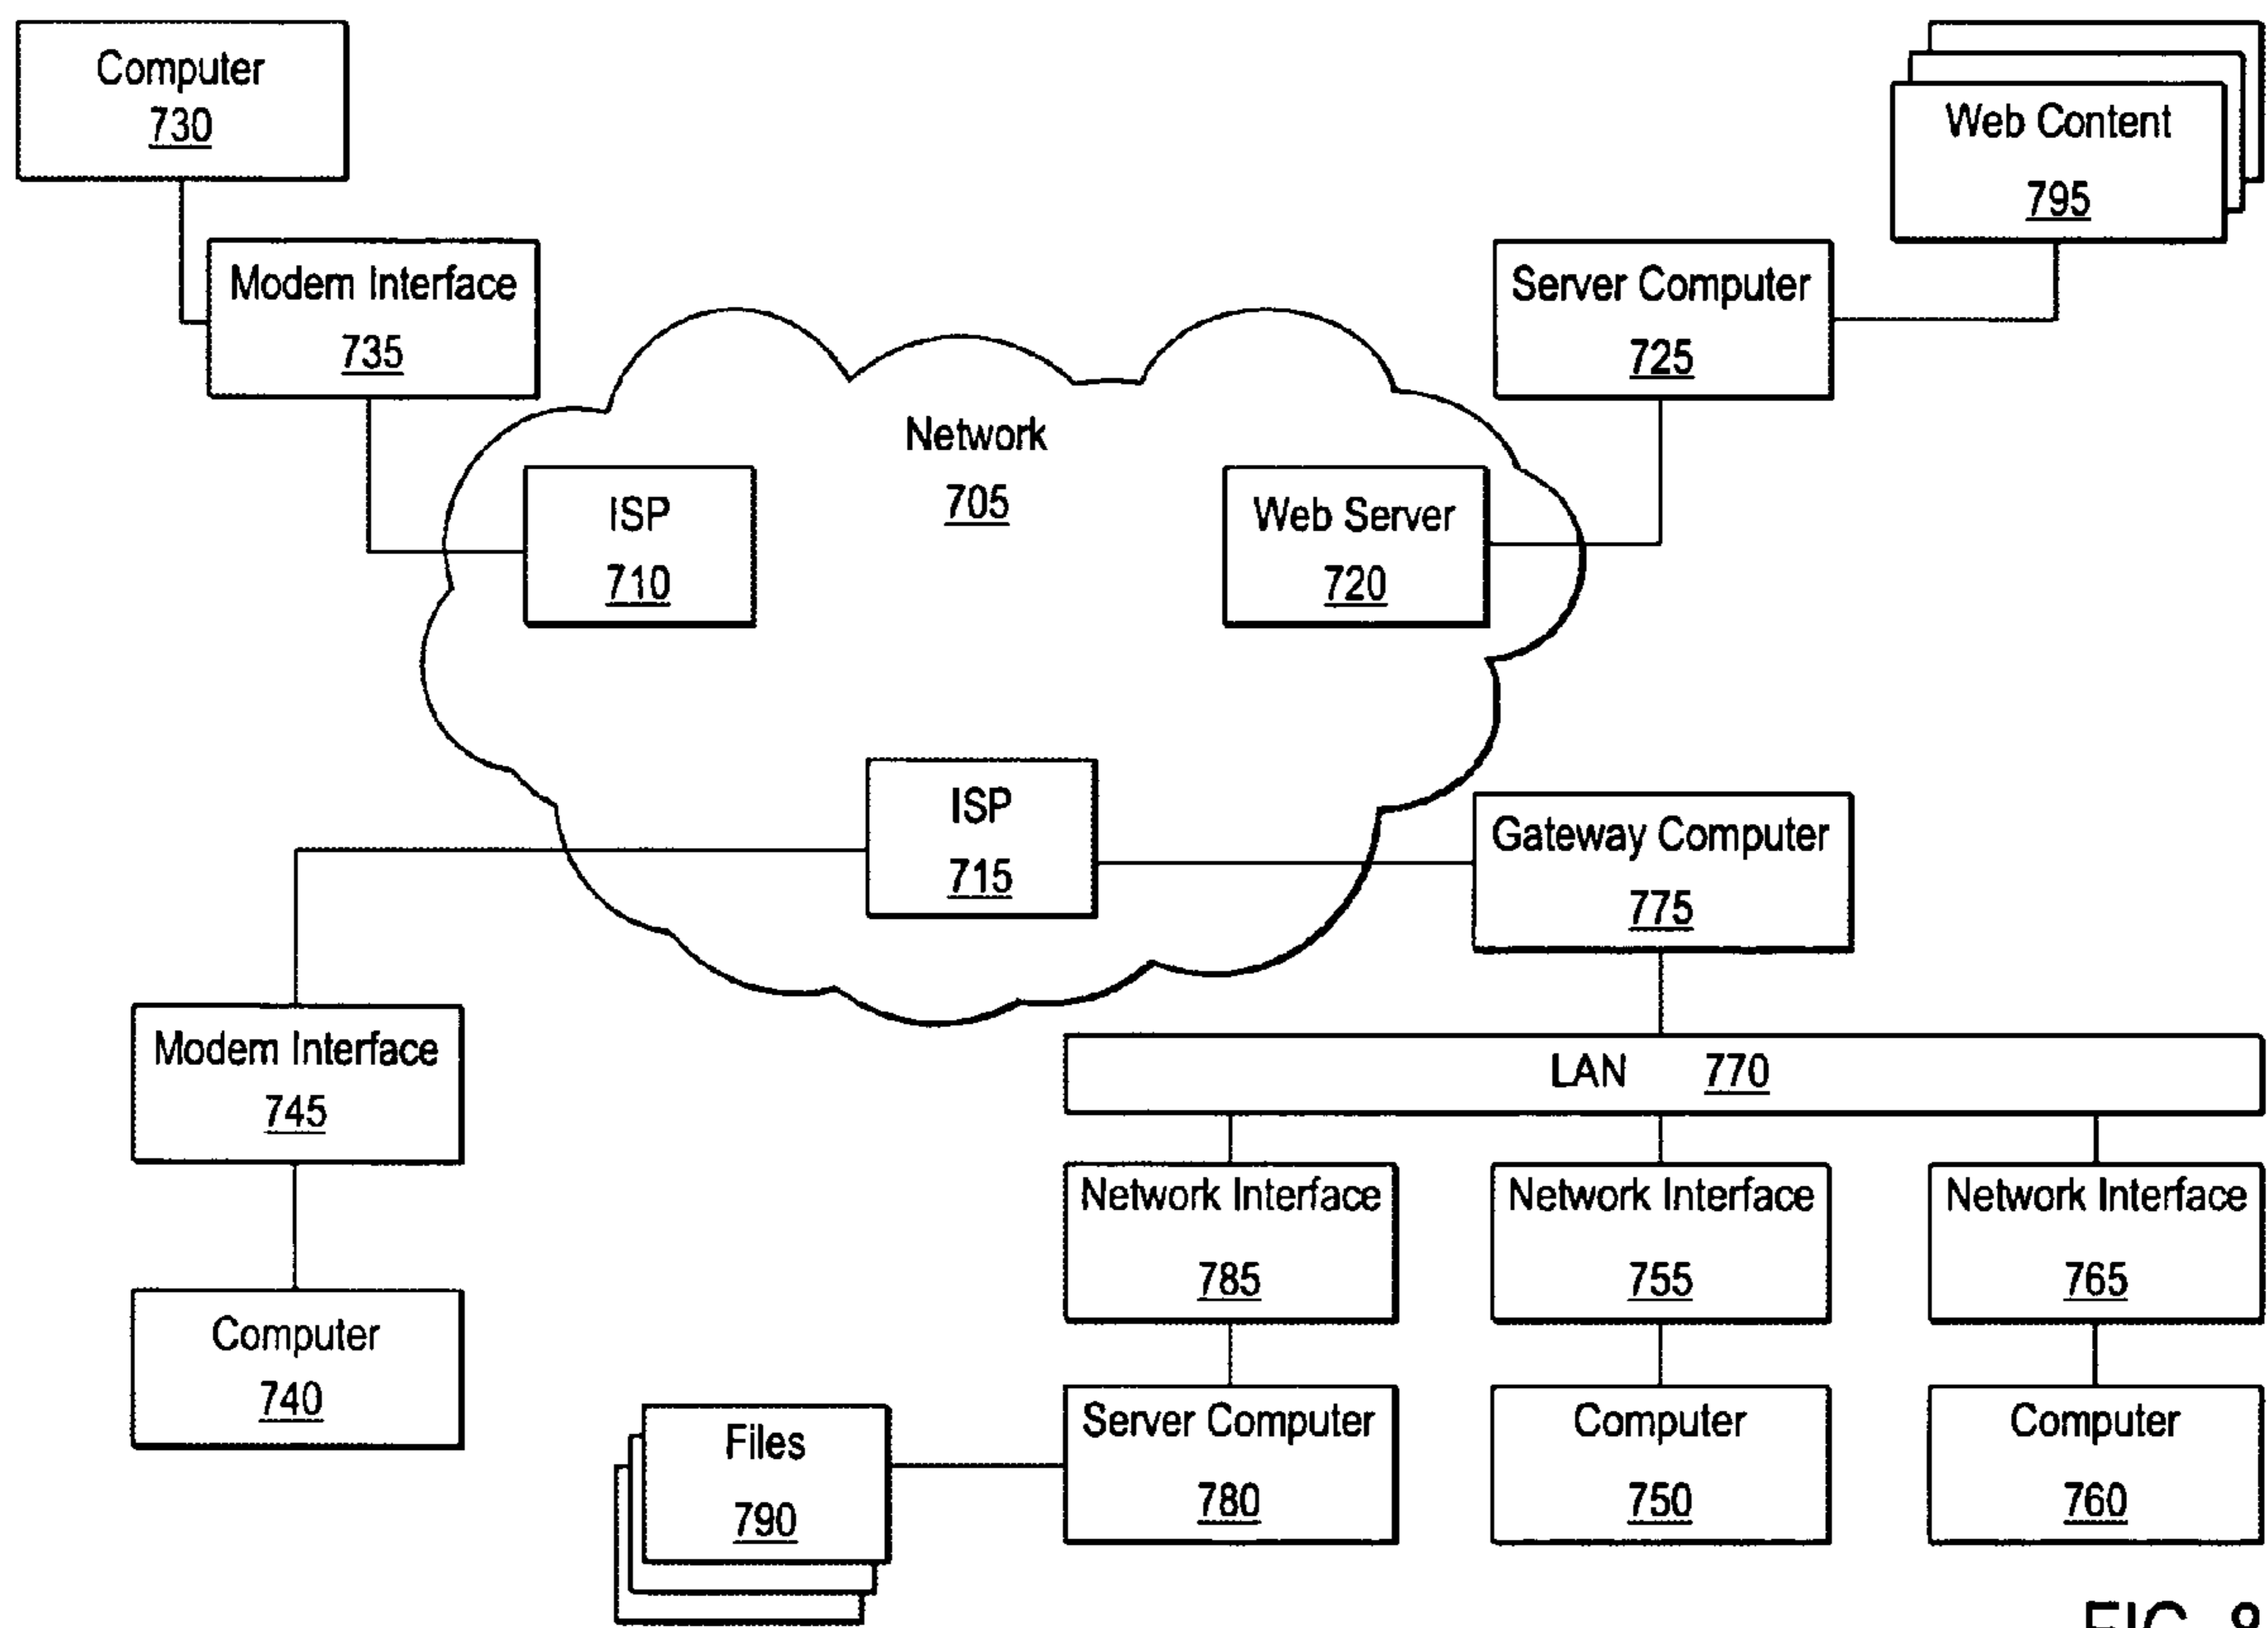 Computer
730
Web Content
795
Modem Interface
735
Server Computer
725
Network
705
ISP
710
Web Server
720
ISP
715
Gateway Computer
775
Modem Interface
745
LAN 770
Network Interface
785
Network Interface
755
Network Interface
765
Computer
740
Files
790
Server Computer
780
Computer
750
Computer
760
FIG. 8